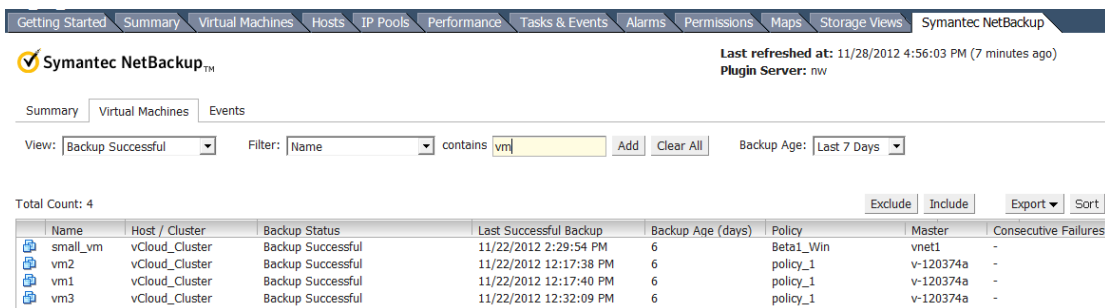 Getting Started Summary Virtual Machines Hosts IP Pools Performance Tasks & Events Alarms Permissions Maps Storage Views Symantec NetBackup
Last refreshed at: 11/28/2012 4:56:03 PM (7 minutes ago)
Symantec NetBackup TM
Plugin Server: nw
Summary Virtual Machines Events
View: Backup Successful Filter: Name contains vm Add Clear All Backup Age: Last 7 Days
Total Count: 4 Exclude Include Export Sort
Name Host / Cluster Backup Status Last Successful Backup Backup Age (days) Policy Master Consecutive Failures
small_vm vCloud_Cluster Backup Successful 11/22/2012 2:29:54 PM 6 Beta1_Win vnet1 -
vm2 vCloud_Cluster Backup Successful 11/22/2012 12:17:38 PM 6 policy_1 v-120374a -
vm1 vCloud_Cluster Backup Successful 11/22/2012 12:17:40 PM 6 policy_1 v-120374a -
vm3 vCloud_Cluster Backup Successful 11/22/2012 12:32:09 PM 6 policy_1 v-120374a -